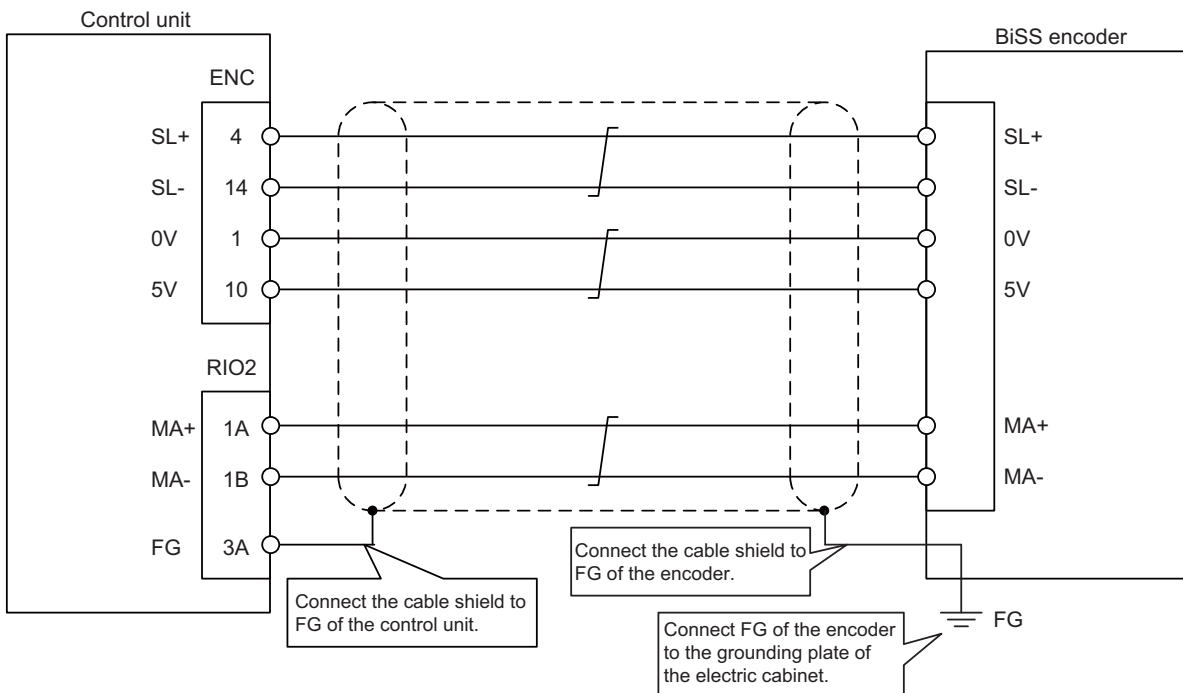 Control unit
BiSS encoder
ENC
SL+ 4 SL+
SL- 14 SL-
0V 1 0V
5V 10 5V
RIO2
MA+ 1A MA+
MA- 1B MA-
FG 3A
Connect the cable shield to
FG of the encoder.
Connect the cable shield to
FG of the control unit.
FG
Connect FG of the encoder
to the grounding plate of
the electric cabinet.